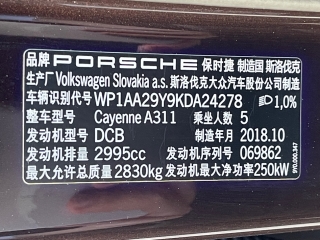 品牌 PORSCHE 保时捷 制造国 斯洛伐克
生产厂 Volkswagen Slovakia a.s. 斯洛伐克大众汽车股份公司制造
车辆识别代号 WP1AA29Y9KDA24278 1,0%
整车型号 Cayenne A311 乘坐人数 5
发动机型号 DCB 制造年月 2018.10
发动机排量 2995cc 发动机序列号 069862
最大允许总质量 2830kg 发动机最大净功率 250kW
9Y0.000.347